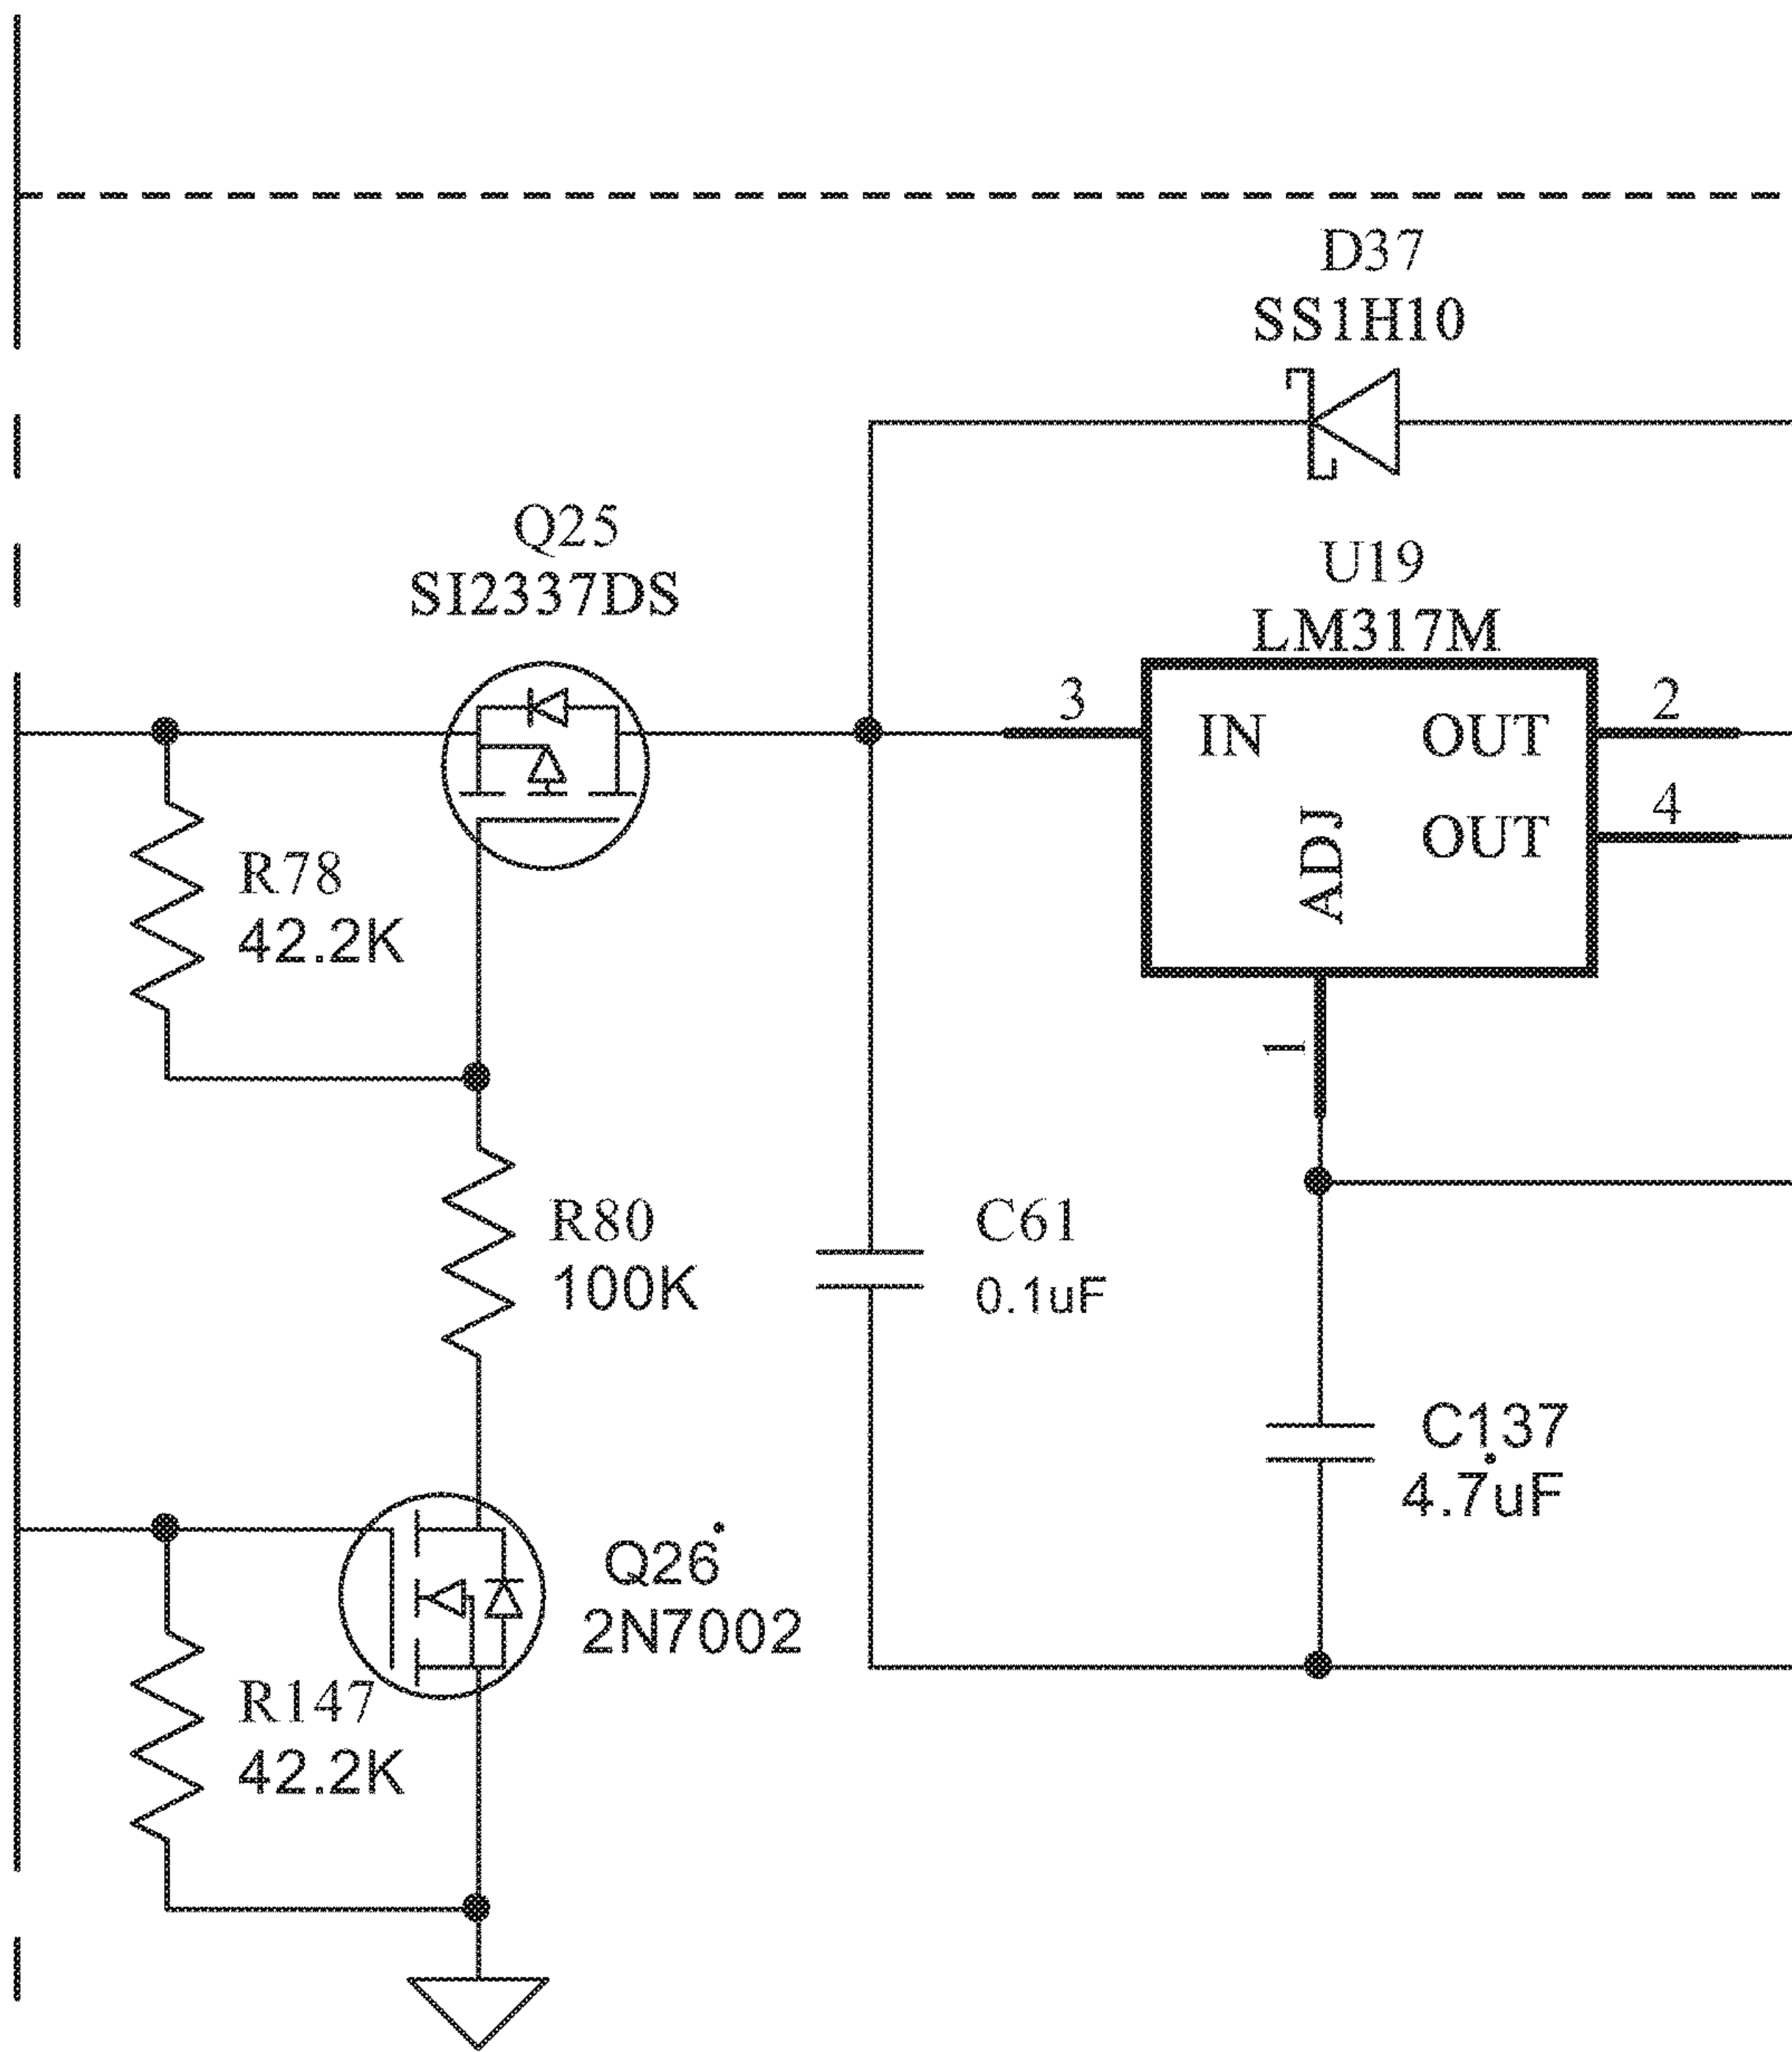 D37
SS1H10
Q25
SI2337DS
U19
LM317M
3
IN
OUT
2
OUT
4
ADJ
1
R78
42.2K
R80
100K
C61
0.1uF
C137
4.7uF
Q26
2N7002
R147
42.2K